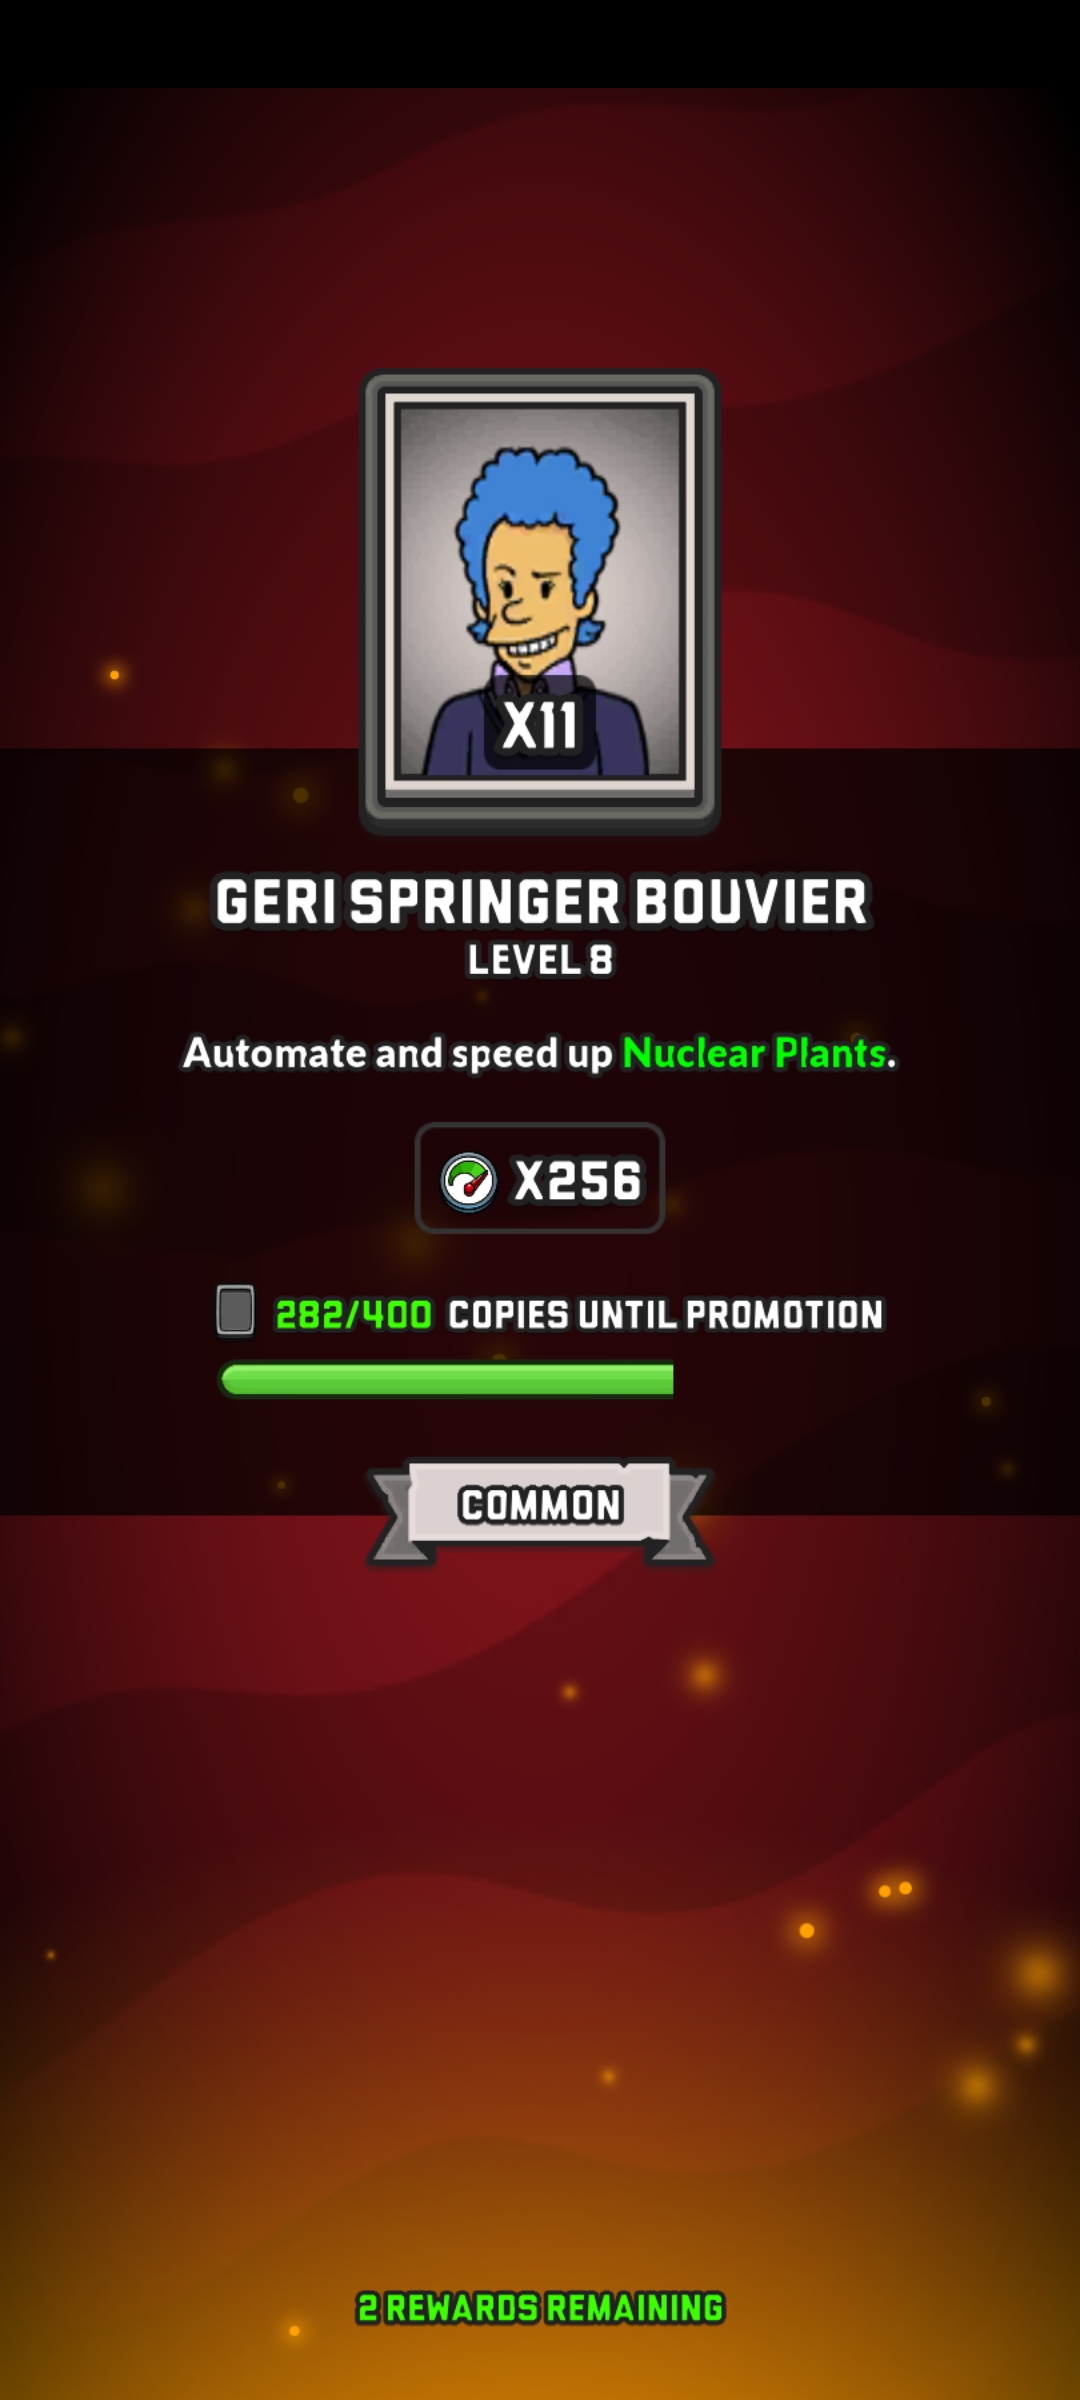 X11
GERI SPRINGER BOUVIER
LEVEL 8
Automate and speed up Nuclear Plants.
X256
282/400 COPIES UNTIL PROMOTION
COMMON
2 REWARDS REMAINING